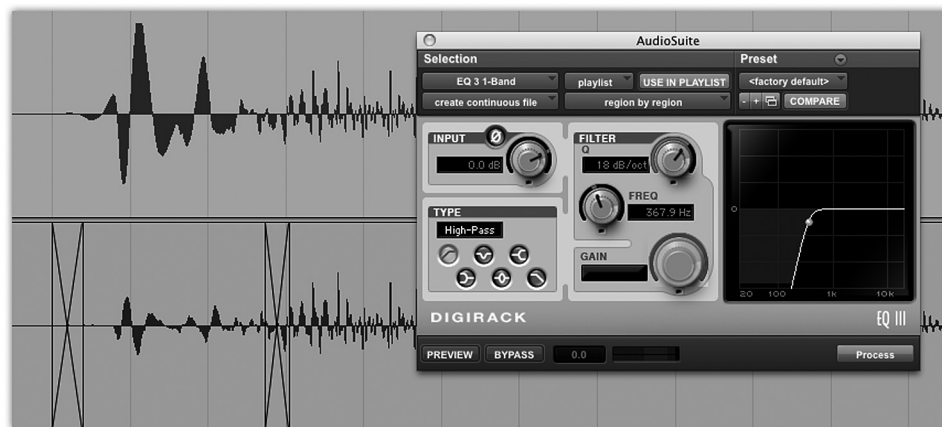 AudioSuite
Selection
Preset
EQ 3 1-Band
playlist
USE IN PLAYLIST
<factory default>
create continuous file
region by region
- +
COMPARE
INPUT
Ø
0.0 dB
FILTER
Q
18 dB/oct
FREQ
367.9 Hz
TYPE
High-Pass
GAIN
0
20 100 1k 10k
DIGIRACK
EQ III
PREVIEW
BYPASS
0.0
Process